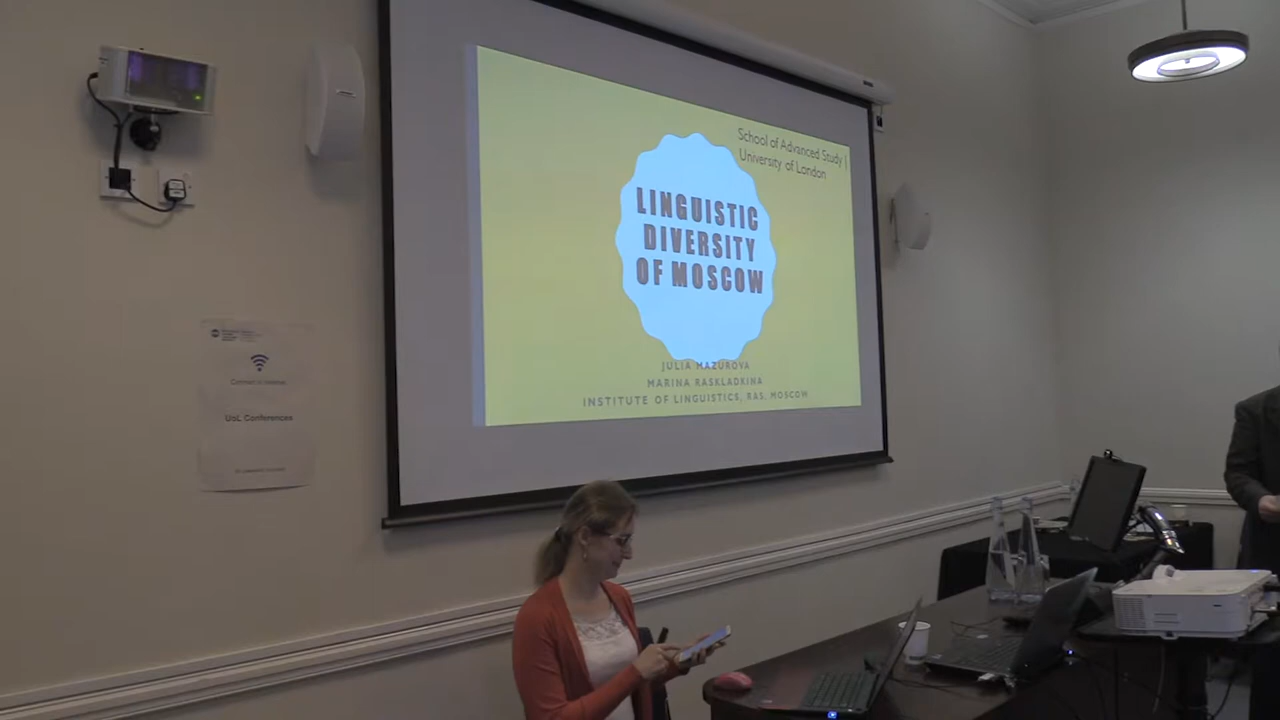 School of Advanced Study |
University of London
LINGUISTIC
DIVERSITY
OF MOSCOW
JULIA MAZUROVA
MARINA RASKLADKINA
INSTITUTE OF LINGUISTICS, RAS, MOSCOW
UoL Conferences